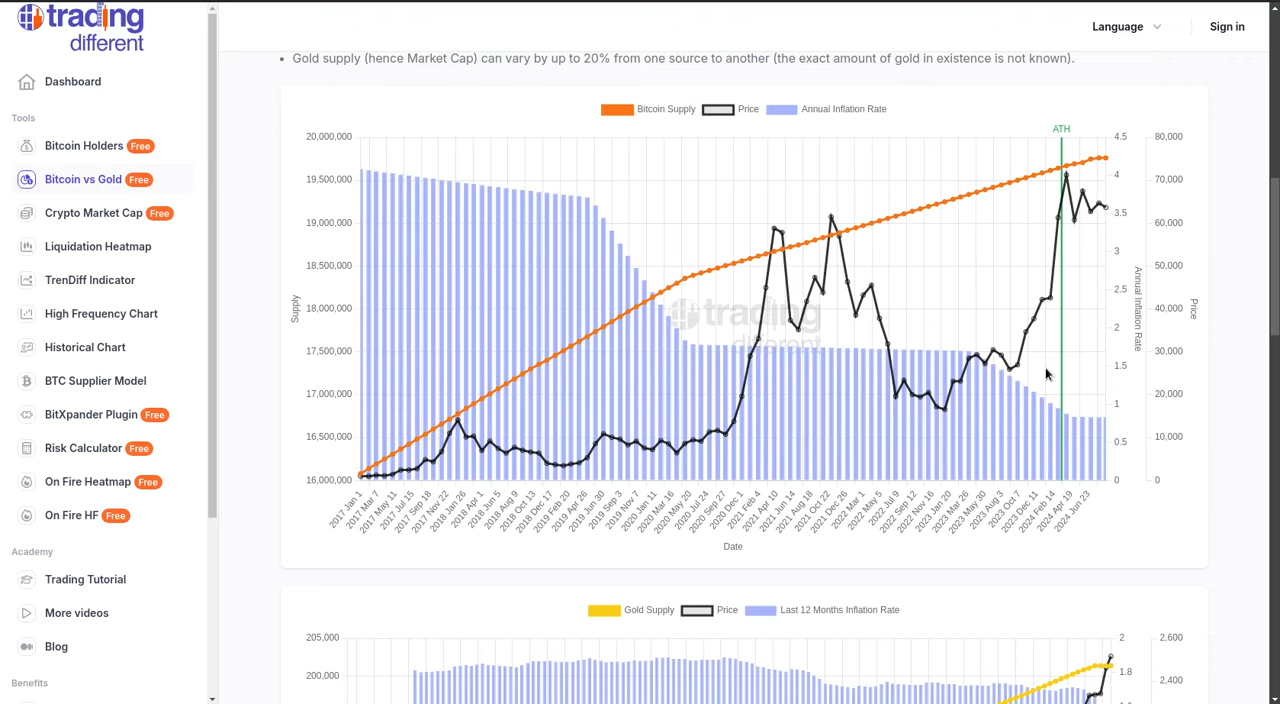 trading
different
Language
Sign in
Dashboard
Tools
Bitcoin Holders Free
Bitcoin vs Gold Free
Crypto Market Cap Free
Liquidation Heatmap
TrenDiff Indicator
High Frequency Chart
Historical Chart
BTC Supplier Model
BitXpander Plugin Free
Risk Calculator Free
On Fire Heatmap Free
On Fire HF Free
Academy
Trading Tutorial
More videos
Blog
Benefits
• Gold supply (hence Market Cap) can vary by up to 20% from one source to another (the exact amount of gold in existence is not known).
Bitcoin Supply Price Annual Inflation Rate
ATH
20,000,000 4.5 80,000
19,500,000 4 70,000
19,000,000 3.5 60,000
18,500,000 3 50,000
18,000,000 2.5 40,000
17,500,000 2 30,000
17,000,000 1.5 20,000
16,500,000 1 10,000
16,000,000 0.5 0
0
Supply
Annual Inflation Rate
Price
trading
different
2017 Jan 1
2017 Mar 7
2017 May 11
2017 Jul 15
2017 Sep 18
2017 Nov 22
2018 Jan 26
2018 Apr 1
2018 Jun 5
2018 Aug 9
2018 Oct 13
2018 Dec 17
2019 Feb 20
2019 Apr 26
2019 Jun 30
2019 Sep 3
2019 Nov 7
2020 Jan 11
2020 Mar 16
2020 May 20
2020 Jul 24
2020 Sep 27
2020 Dec 1
2021 Feb 4
2021 Apr 10
2021 Jun 14
2021 Aug 18
2021 Oct 22
2021 Dec 26
2022 Mar 1
2022 May 5
2022 Jul 9
2022 Sep 12
2022 Nov 16
2023 Jan 20
2023 Mar 26
2023 May 30
2023 Aug 3
2023 Oct 7
2023 Dec 11
2024 Feb 14
2024 Apr 19
2024 Jun 23
Date
Gold Supply Price Last 12 Months Inflation Rate
205,000 2 2,600
200,000 1.8 2,400